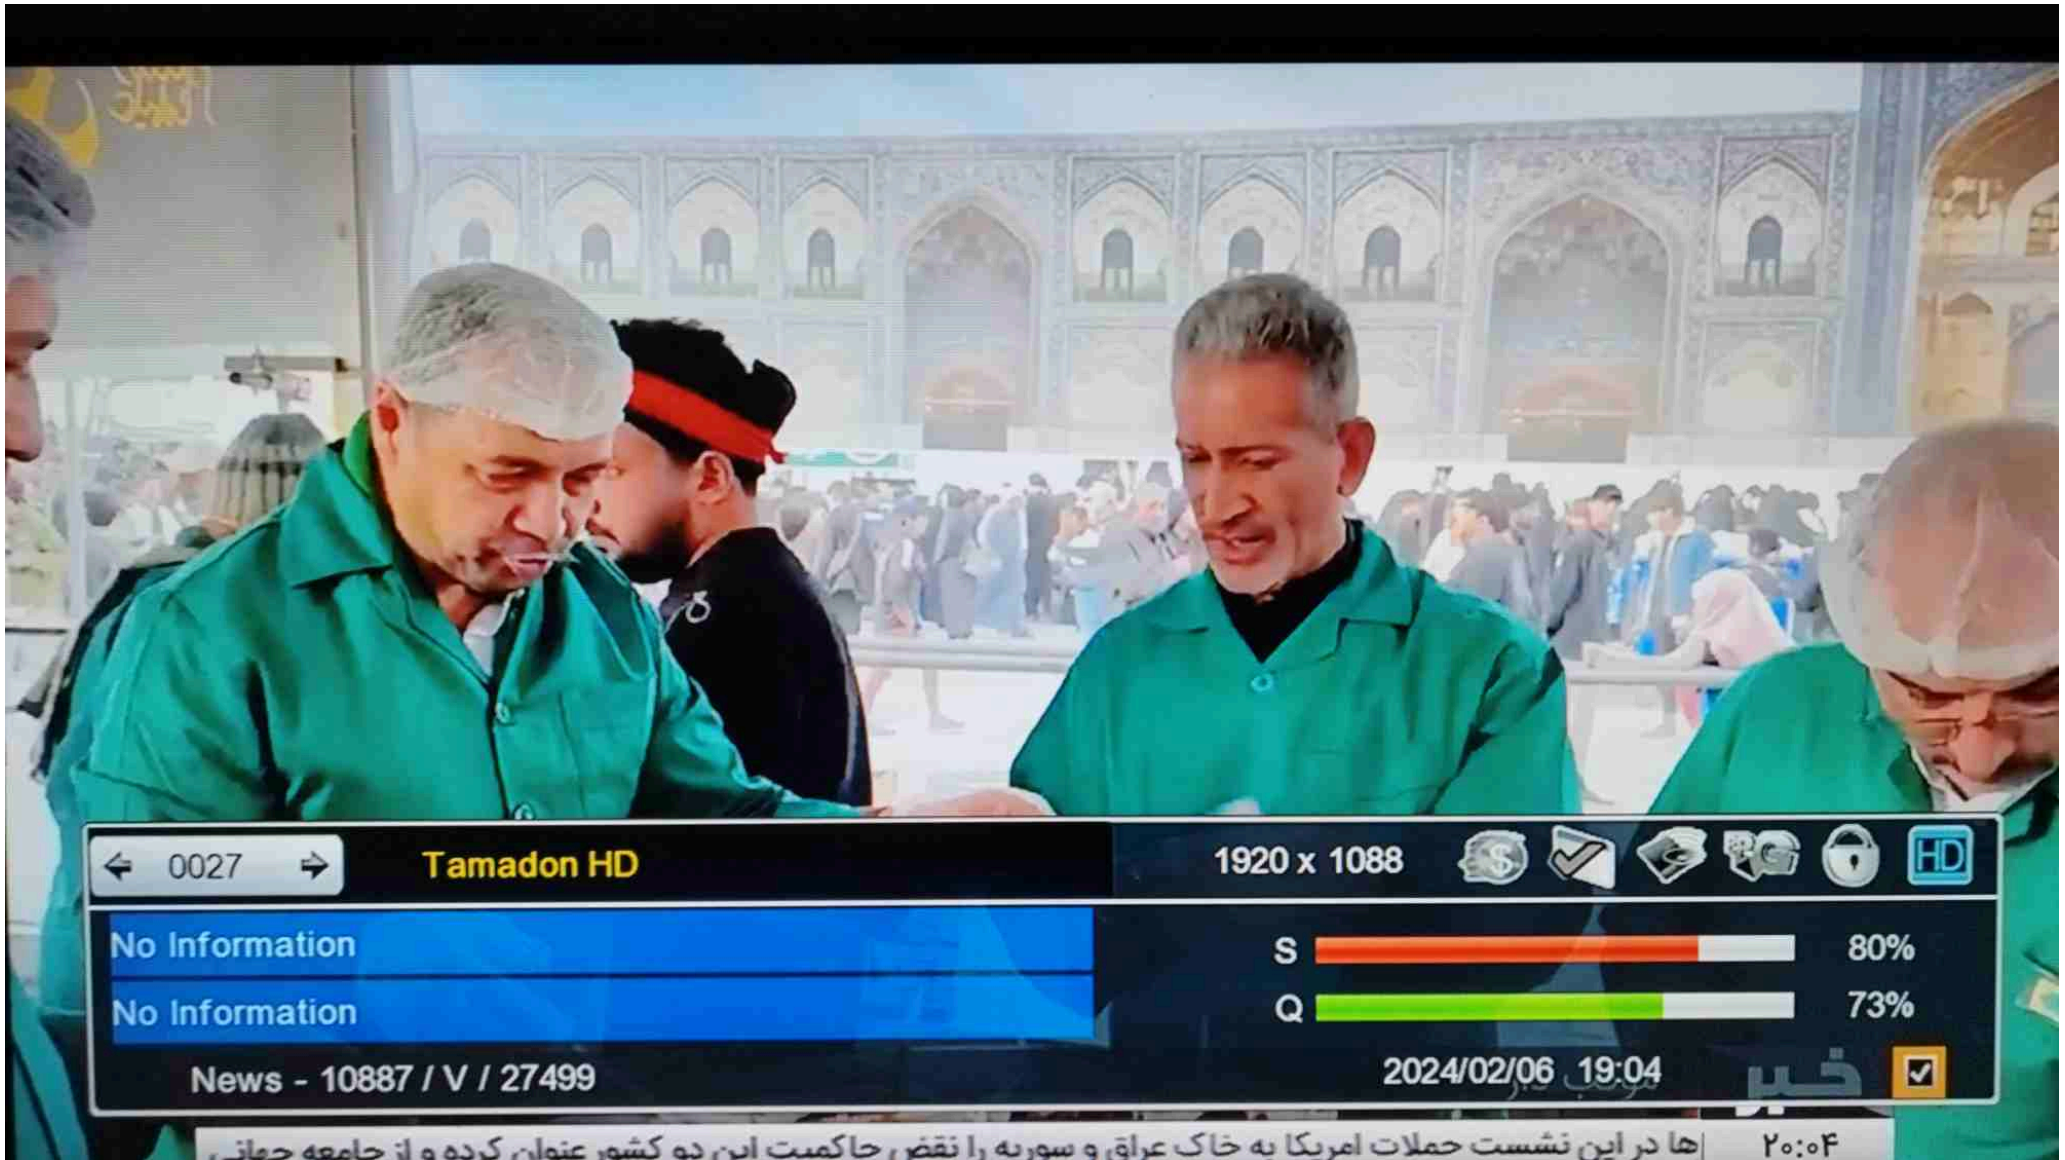 0027
Tamadon HD
1920 x 1088
HD
No Information
S 80%
No Information
Q 73%
News - 10887 / V / 27499
2024/02/06 19:04
خبر
۲۰:۰۴
ها در این نشست حملات امریکا به خاک عراق و سوریه را نقض حاکمیت این دو کشور عنوان کرده و از جامعه جهانی